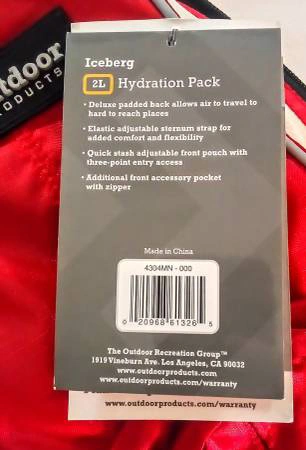 tdoor
PRODUCTS
Iceberg
2L Hydration Pack
• Deluxe padded back allows air to travel to
hard to reach places
• Elastic adjustable sternum strap for
added comfort and flexibility
• Quick stash adjustable front pouch with
three-point entry access
• Additional front accessory pocket
with zipper
Made in China
4304MN - 000
0 20968 61326 5
The Outdoor Recreation Group™
1919 Vineburn Ave. Los Angeles, CA 90032
www.outdoorproducts.com
www.outdoorproducts.com/warranty
outdoorproducts.com/warranty